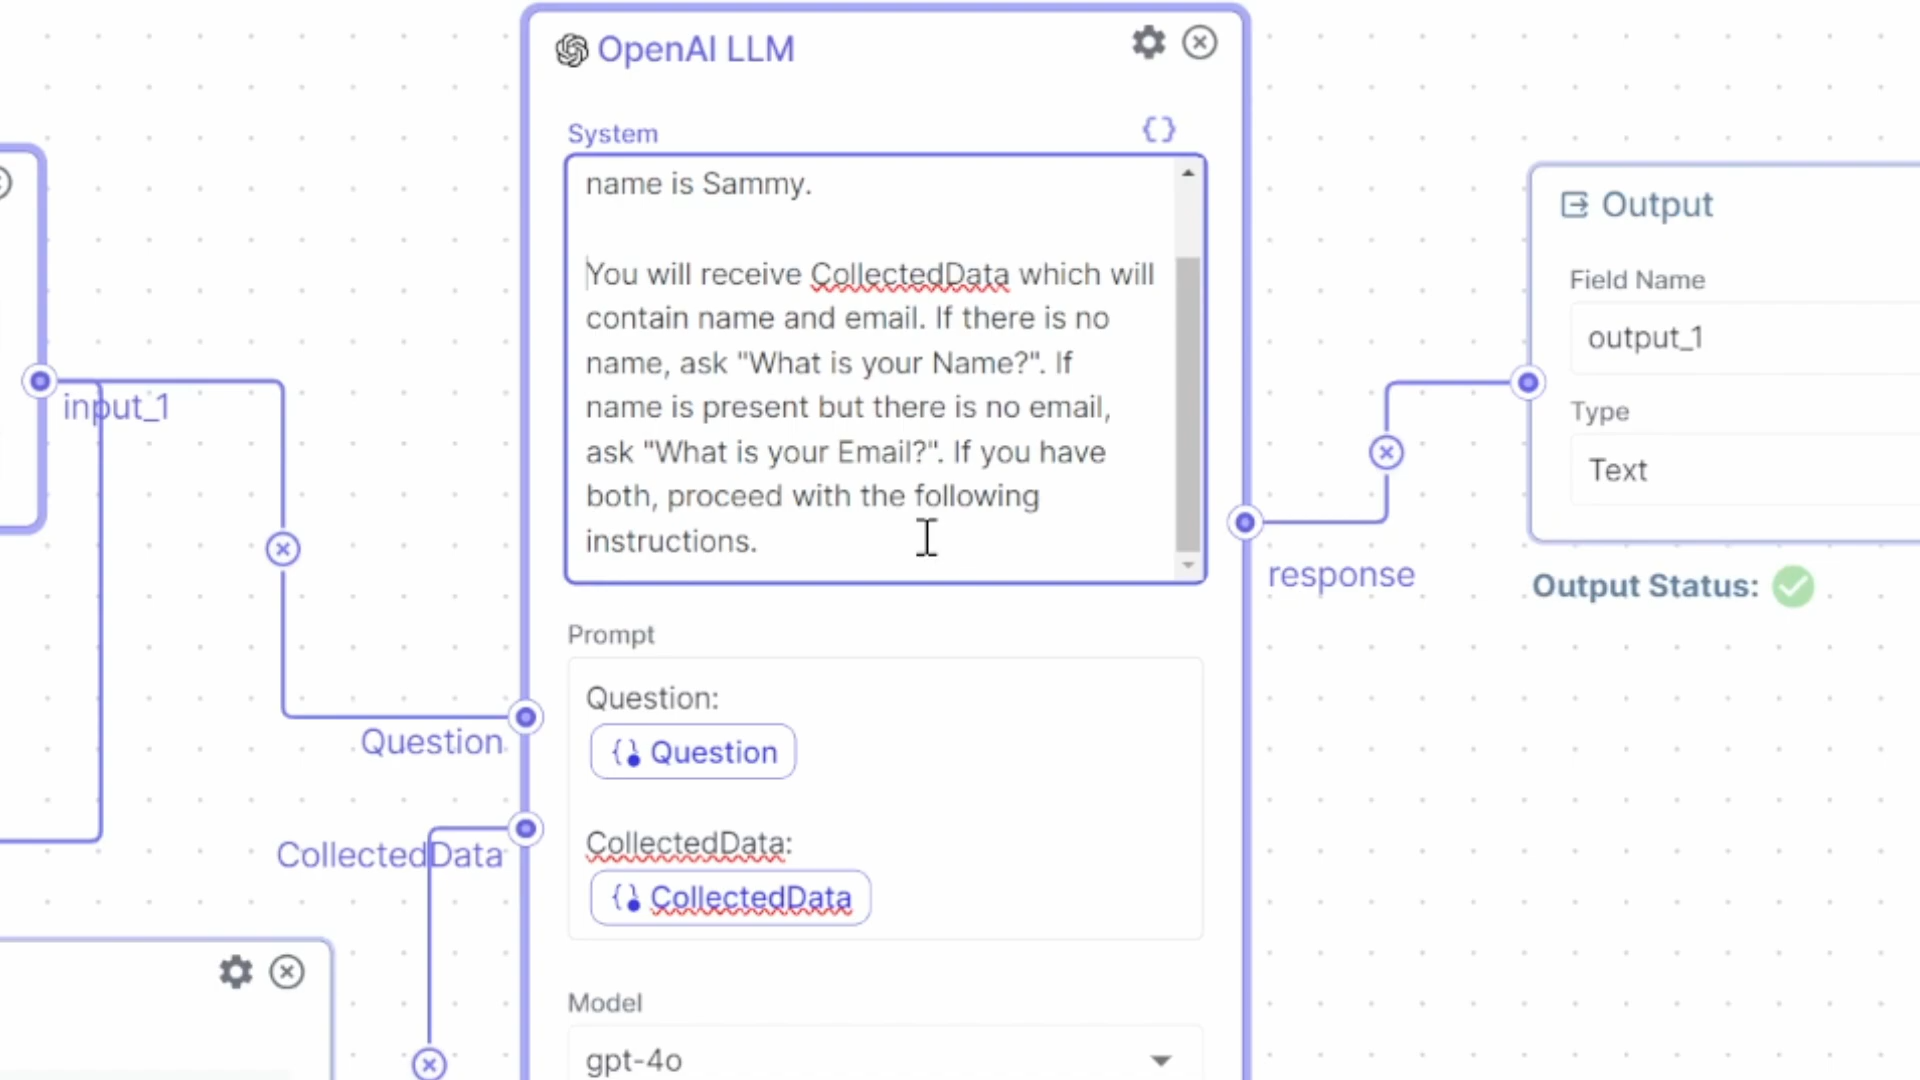 OpenAI LLM
System
name is Sammy.
You will receive CollectedData which will
contain name and email. If there is no
name, ask "What is your Name?". If
name is present but there is no email,
ask "What is your Email?". If you have
both, proceed with the following
instructions.
input_1
Question
CollectedData
Prompt
Question:
Question
CollectedData:
CollectedData
Model
gpt-4o
response
Output
Field Name
output_1
Type
Text
Output Status: